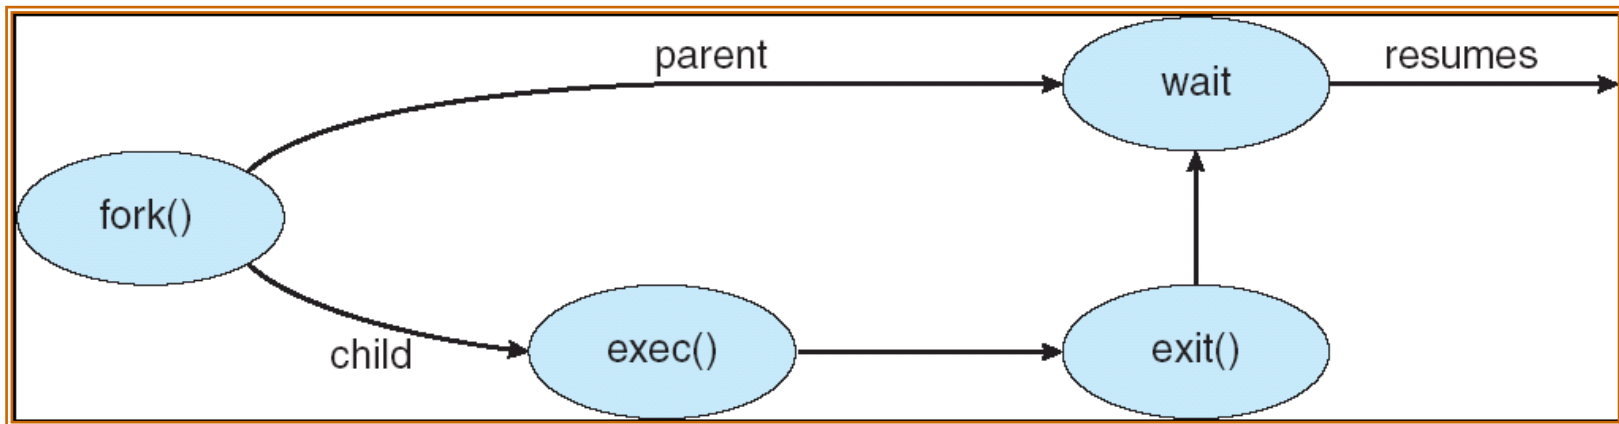 parent
wait
resumes
fork()
child
exec()
exit()